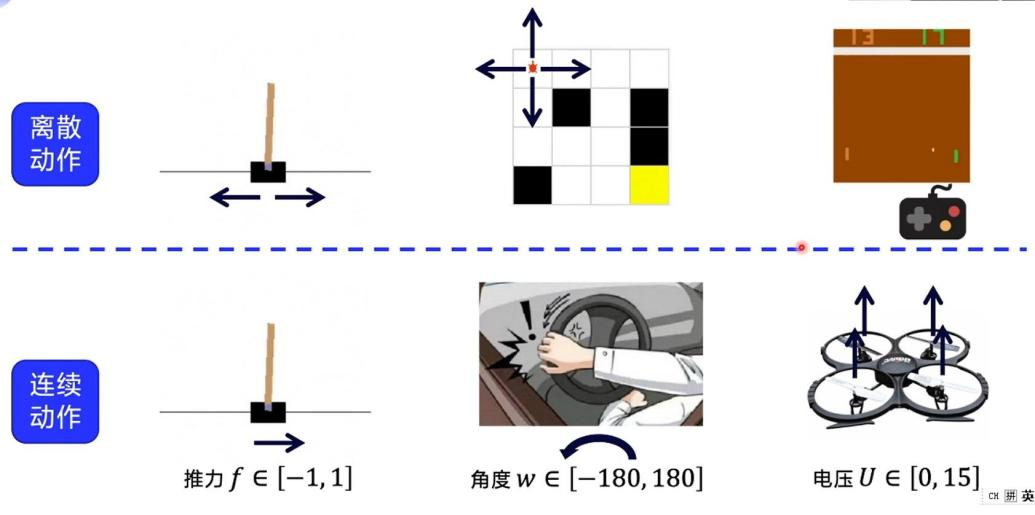 13
17
离散
动作
连续
动作
推力 f ∈ [−1, 1]
角度 w ∈ [−180, 180]
电压 U ∈ [0, 15]
CH 拼 英